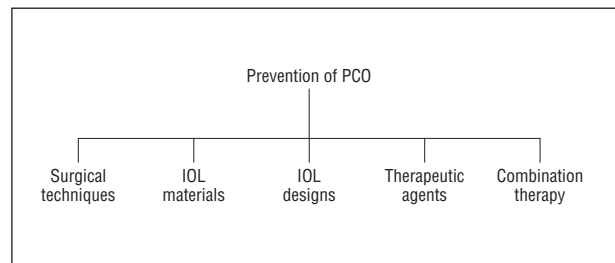 Prevention of PCO
Surgical techniques
IOL materials
IOL designs
Therapeutic agents
Combination therapy